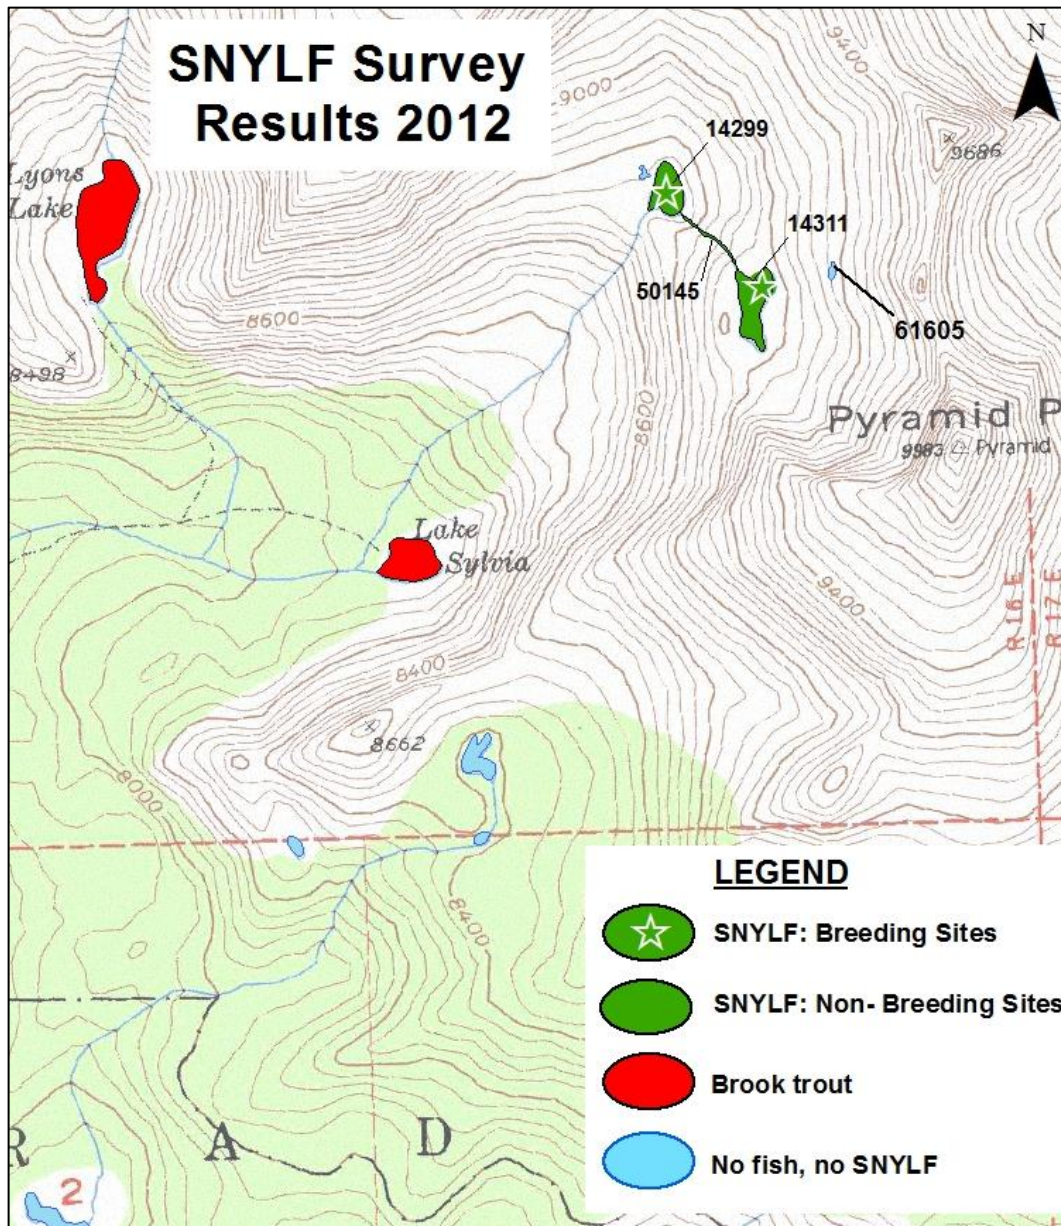 SNYLF Survey
Results 2012
N
9400
9000
14299
9686
Lyons
Lake
14311
50145
61605
8600
8498
8600
Pyramid P
9983 Pyramid
Lake
Sylvia
R 16 E
R 17 E
9400
8400
8662
8000
8400
LEGEND
SNYLF: Breeding Sites
SNYLF: Non- Breeding Sites
Brook trout
No fish, no SNYLF
R A D
2